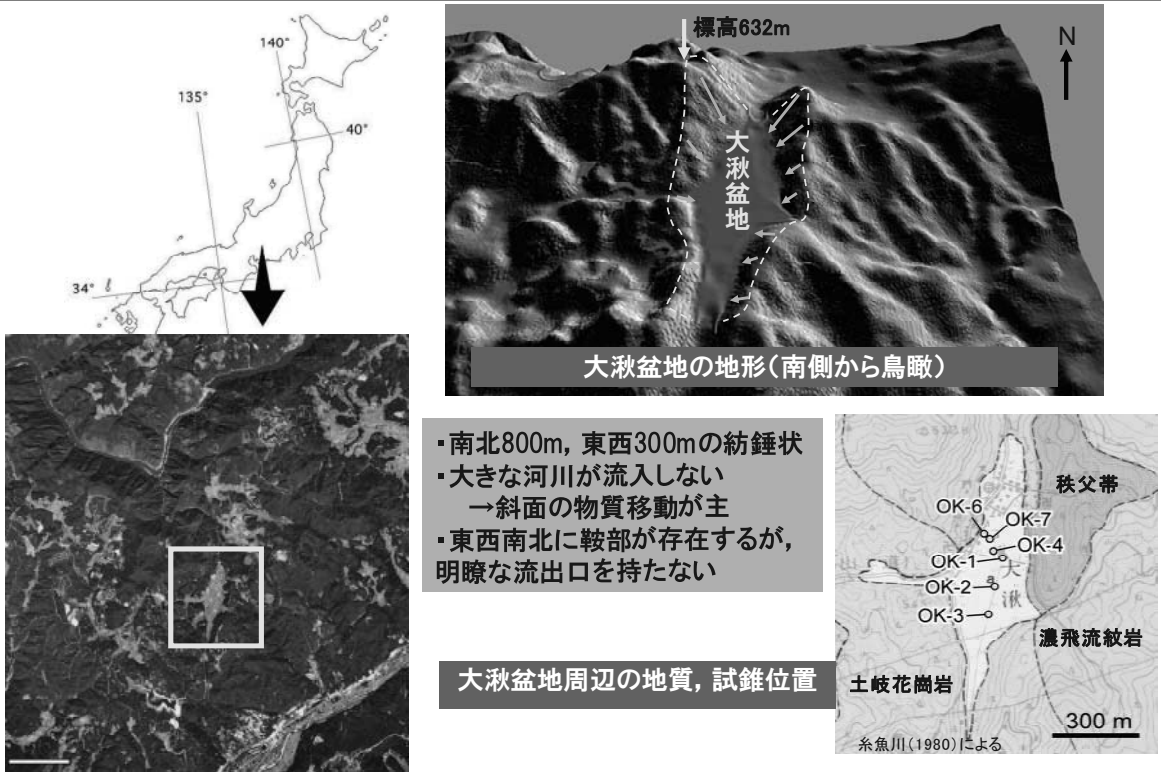 140°
135°
40°
34°
標高632m
N
大湫盆地
大湫盆地の地形（南側から鳥瞰）
・南北800m，東西300mの紡錘状
・大きな河川が流入しない
→斜面の物質移動が主
・東西南北に鞍部が存在するが，
明瞭な流出口を持たない
大湫盆地周辺の地質，試錐位置
秩父帯
OK-6
OK-7
OK-4
OK-1
大
OK-2
湫
OK-3
濃飛流紋岩
土岐花崗岩
300 m
糸魚川（1980）による